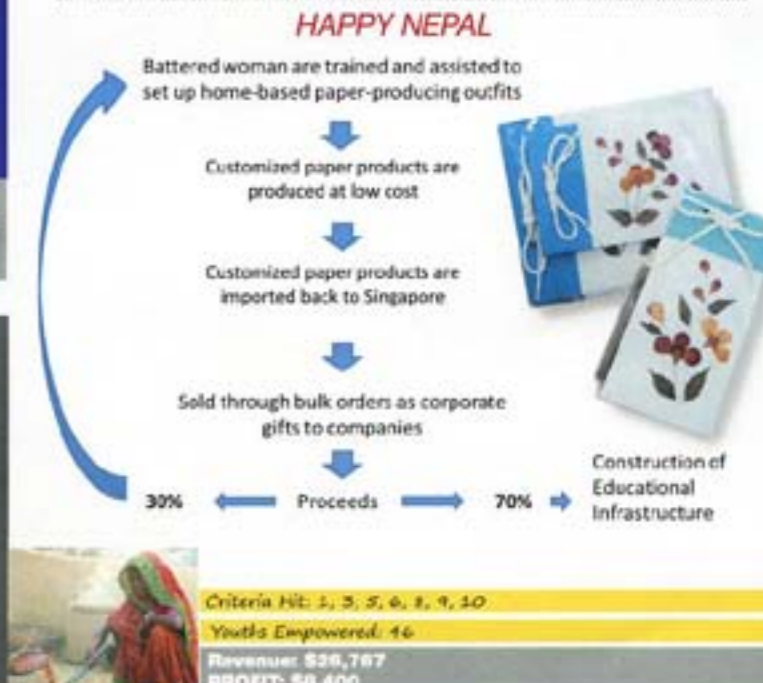 HAPPY NEPAL
Battered woman are trained and assisted to
set up home-based paper-producing outfits
Customized paper products are
produced at low cost
Customized paper products are
imported back to Singapore
Sold through bulk orders as corporate
gifts to companies
30%
Proceeds
70%
Construction of
Educational
Infrastructure
Criteria Hit: 1, 3, 5, 6, 8, 9, 10
Youths Empowered: 46
Revenue: $26,767
PROFIT: $9,400